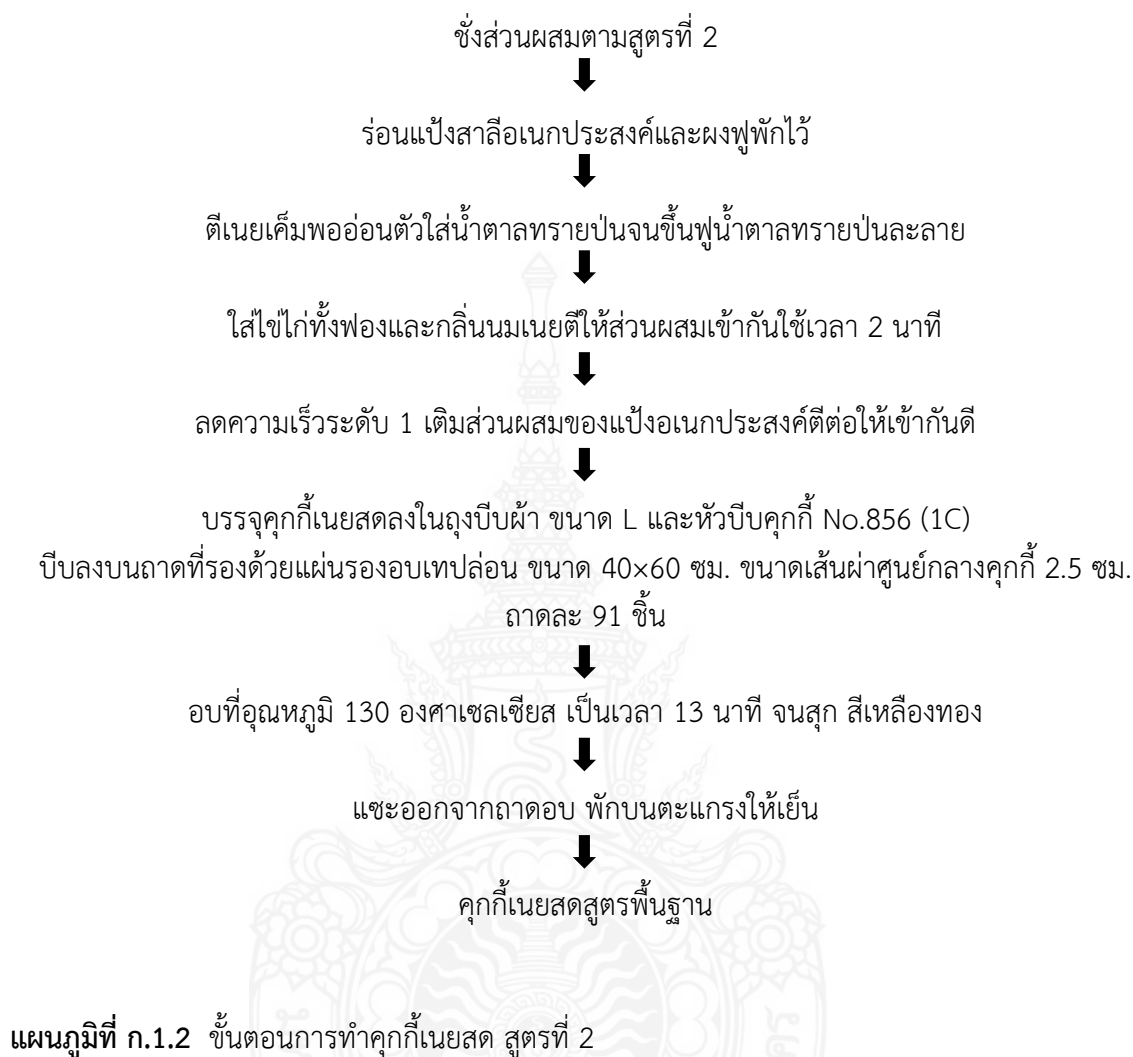 ชั่งส่วนผสมตามสูตรที่ 2
ร่อนแป้งสาลีอเนกประสงค์และผงฟูพักไว้
ตีเนยเค็มพออ่อนตัวใส่น้ำตาลทรายป่นจนขึ้นฟูน้ำตาลทรายป่นละลาย
ใส่ไข่ไก่ทั้งฟองและกลิ่นนมเนยตีให้ส่วนผสมเข้ากันใช้เวลา 2 นาที
ลดความเร็วระดับ 1 เติมส่วนผสมของแป้งอเนกประสงค์ตีต่อให้เข้ากันดี
บรรจุคุกกี้เนยสดลงในถุงบีบผ้า ขนาด L และหัวบีบคุกกี้ No.856 (1C)
บีบลงบนถาดที่รองด้วยแผ่นรองอบเทปล่อน ขนาด 40×60 ซม. ขนาดเส้นผ่าศูนย์กลางคุกกี้ 2.5 ซม.
ถาดละ 91 ชิ้น
อบที่อุณหภูมิ 130 องศาเซลเซียส เป็นเวลา 13 นาที จนสุก สีเหลืองทอง
แซะออกจากถาดอบ พักบนตะแกรงให้เย็น
คุกกี้เนยสดสูตรพื้นฐาน
แผนภูมิที่ ก.1.2 ขั้นตอนการทำคุกกี้เนยสด สูตรที่ 2